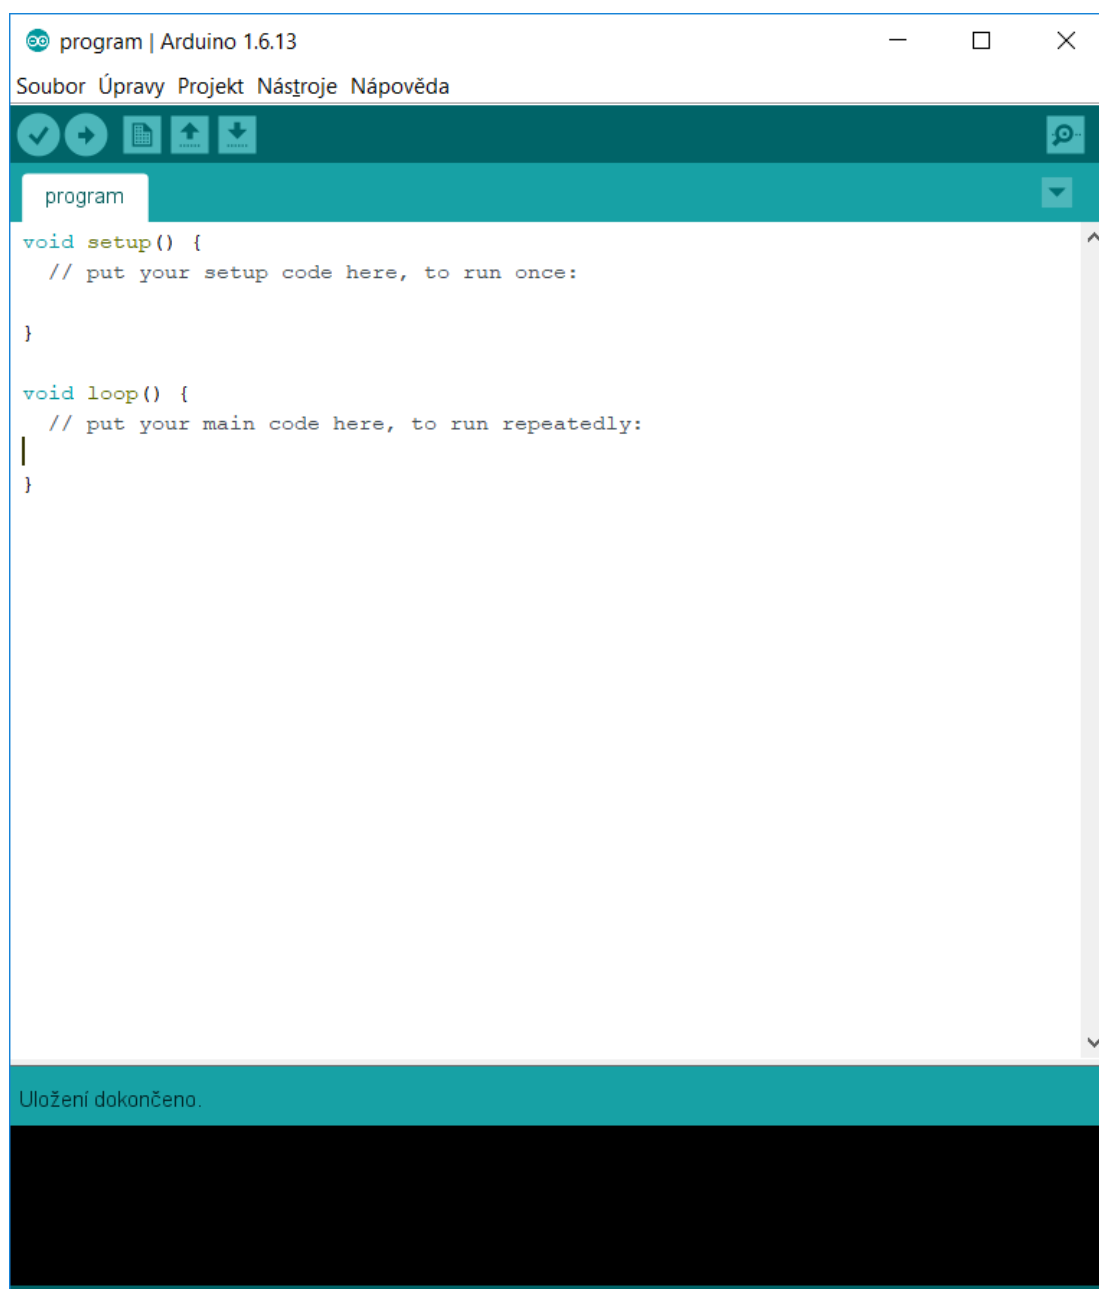 program | Arduino 1.6.13
Soubor Úpravy Projekt Nástroje Nápověda
program
void setup() {
  // put your setup code here, to run once:
}
void loop() {
  // put your main code here, to run repeatedly:
}
Uložení dokončeno.